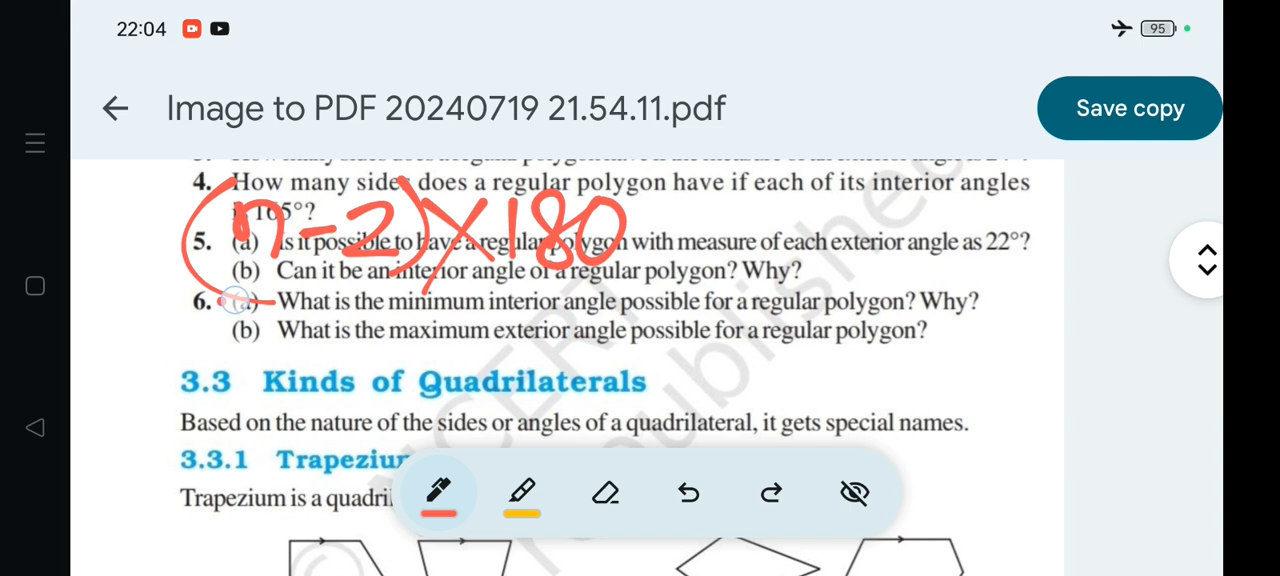 22:04
95
Image to PDF 20240719 21.54.11.pdf
Save copy
4. How many sides does a regular polygon have if each of its interior angles
is 165°?
(n-2)×180
5. (a) Is it possible to have a regular polygon with measure of each exterior angle as 22°?
(b) Can it be an interior angle of a regular polygon? Why?
6. (a) What is the minimum interior angle possible for a regular polygon? Why?
(b) What is the maximum exterior angle possible for a regular polygon?
3.3 Kinds of Quadrilaterals
Based on the nature of the sides or angles of a quadrilateral, it gets special names.
3.3.1 Trapeziu
Trapezium is a quadri